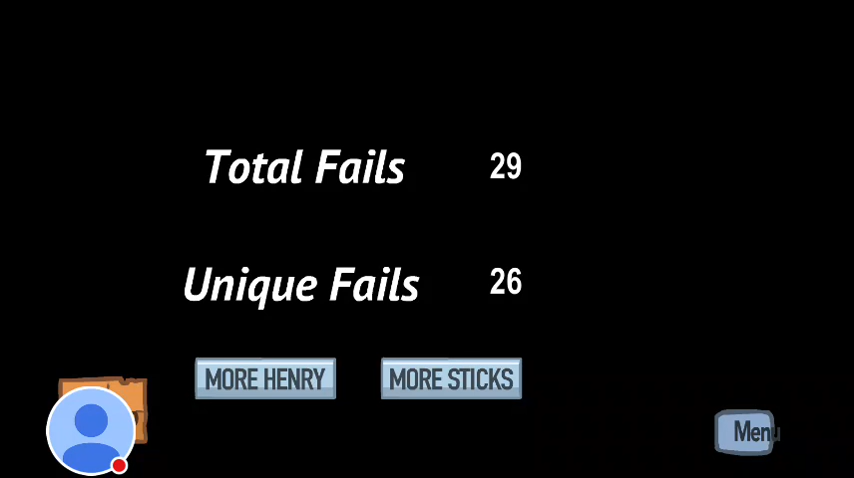 Total Fails 29
Unique Fails 26
MORE HENRY MORE STICKS
Menu